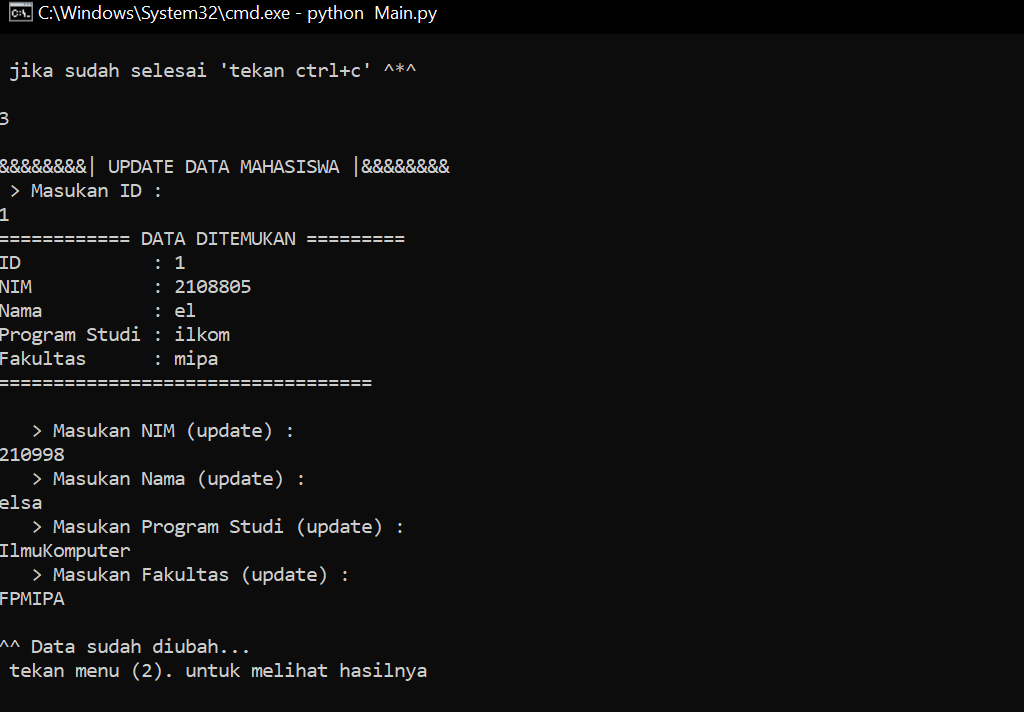 C:\Windows\System32\cmd.exe - python  Main.py
jika sudah selesai 'tekan ctrl+c' ^*^
3
&&&&&&&&| UPDATE DATA MAHASISWA |&&&&&&&&
> Masukan ID :
1
============ DATA DITEMUKAN =========
ID : 1
NIM : 2108805
Nama : el
Program Studi : ilkom
Fakultas : mipa
==================================
> Masukan NIM (update) :
210998
> Masukan Nama (update) :
elsa
> Masukan Program Studi (update) :
IlmuKomputer
> Masukan Fakultas (update) :
FPMIPA
^^ Data sudah diubah...
tekan menu (2). untuk melihat hasilnya